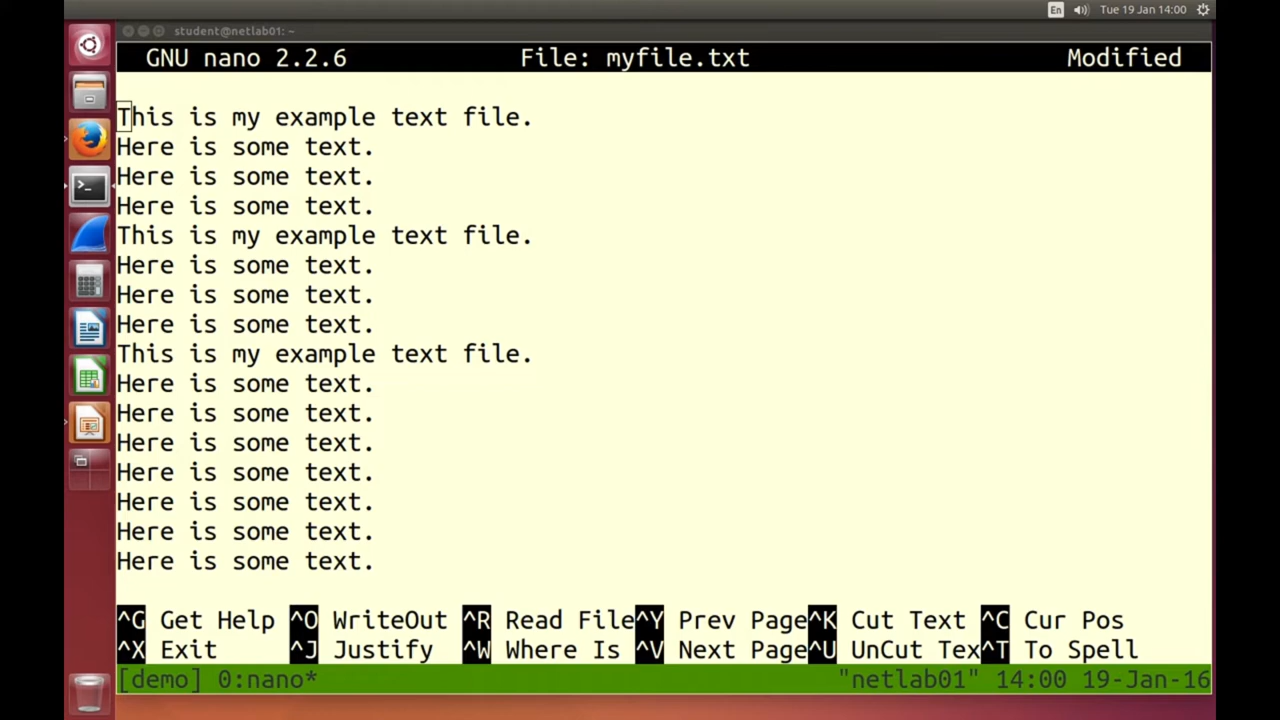 En Tue 19 Jan 14:00
student@netlab01: ~
GNU nano 2.2.6 File: myfile.txt Modified
This is my example text file.
Here is some text.
Here is some text.
Here is some text.
This is my example text file.
Here is some text.
Here is some text.
Here is some text.
This is my example text file.
Here is some text.
Here is some text.
Here is some text.
Here is some text.
Here is some text.
Here is some text.
Here is some text.
^G Get Help ^O WriteOut ^R Read File^Y Prev Page^K Cut Text ^C Cur Pos
^X Exit ^J Justify ^W Where Is ^V Next Page^U UnCut Tex^T To Spell
[demo] 0:nano* "netlab01" 14:00 19-Jan-16